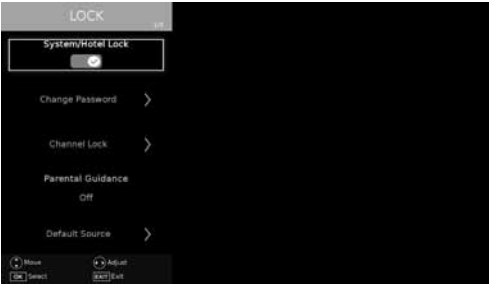 LOCK
System/Hotel Lock
Change Password
Channel Lock
Parental Guidance
Off
Default Source
Move Adjust
OK Select EXIT Exit